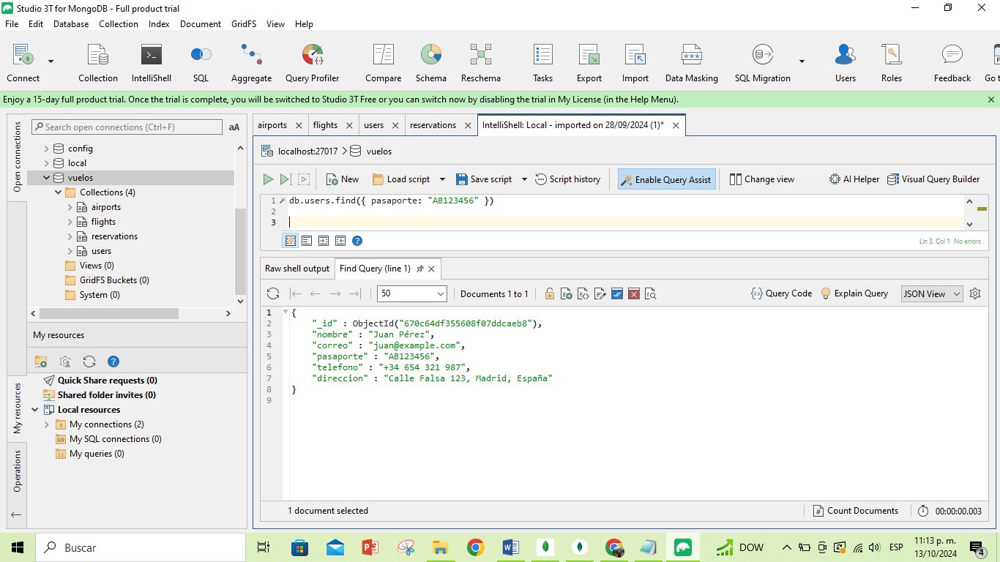 Studio 3T for MongoDB - Full product trial
File Edit Database Collection Index Document GridFS View Help
Connect Collection IntelliShell SQL Aggregate Query Profiler Compare Schema Reschema Tasks Export Import Data Masking SQL Migration Users Roles Feedback Go t
Enjoy a 15-day full product trial. Once the trial is complete, you will be switched to Studio 3T Free or you can switch now by disabling the trial in My License (in the Help Menu).
Open connections
Search open connections (Ctrl+F) aA
config
local
vuelos
Collections (4)
airports
flights
reservations
users
Views (0)
GridFS Buckets (0)
System (0)
My resources
My resources
Quick Share requests (0)
Shared folder invites (0)
Local resources
My connections (2)
My SQL connections (0)
My queries (0)
Operations
airports flights users reservations IntelliShell: Local - imported on 28/09/2024 (1)*
localhost:27017 vuelos
New Load script Save script Script history Enable Query Assist Change view AI Helper Visual Query Builder
1 db.users.find({ pasaporte: "AB123456" })
2
3
Lin 3, Col 1 No errors
Raw shell output Find Query (line 1)
50 Documents 1 to 1 Query Code Explain Query JSON View
1 {
2 "_id" : ObjectId("670c64df355608f07ddcaeb8"),
3 "nombre" : "Juan Pérez",
4 "correo" : "juan@example.com",
5 "pasaporte" : "AB123456",
6 "telefono" : "+34 654 321 987",
7 "direccion" : "Calle Falsa 123, Madrid, España"
8 }
9
1 document selected Count Documents 00:00:00.003
Buscar DOW ESP 11:13 p. m.
13/10/2024 4